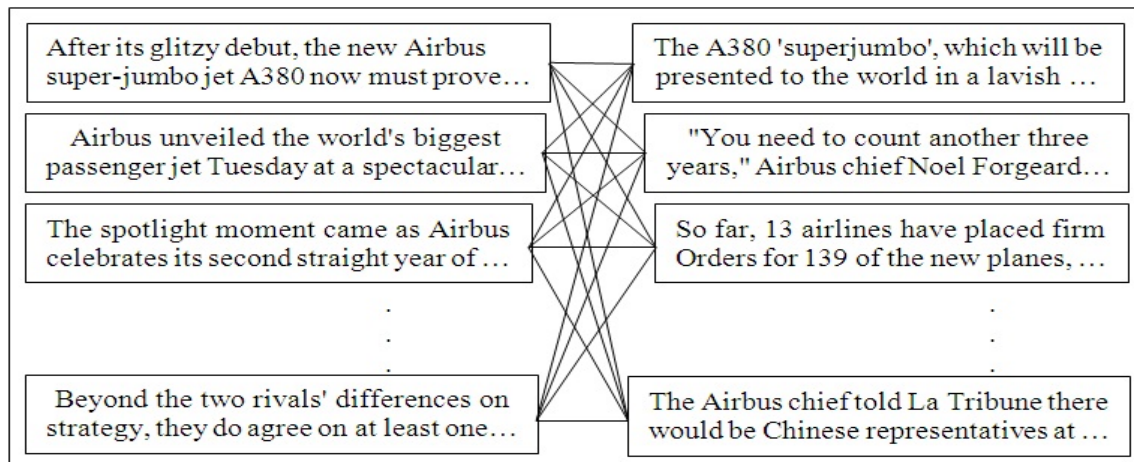 After its glitzy debut, the new Airbus
super-jumbo jet A380 now must prove…
Airbus unveiled the world's biggest
passenger jet Tuesday at a spectacular…
The spotlight moment came as Airbus
celebrates its second straight year of …
.
.
.
Beyond the two rivals' differences on
strategy, they do agree on at least one…
The A380 'superjumbo', which will be
presented to the world in a lavish …
"You need to count another three
years," Airbus chief Noel Forgeard…
So far, 13 airlines have placed firm
Orders for 139 of the new planes, …
.
.
.
The Airbus chief told La Tribune there
would be Chinese representatives at …